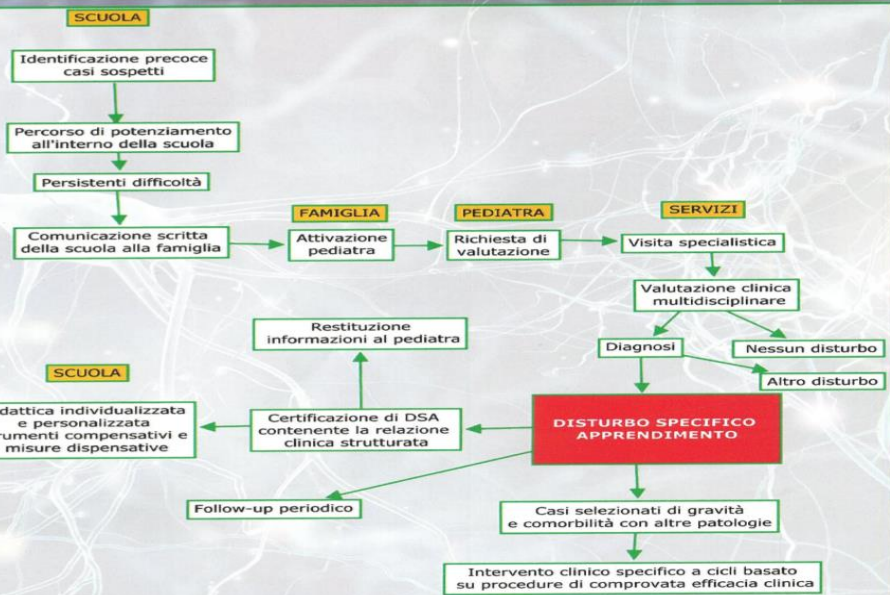 SCUOLA
Identificazione precoce
casi sospetti
Percorso di potenziamento
all'interno della scuola
Persistenti difficoltà
Comunicazione scritta
della scuola alla famiglia
FAMIGLIA
Attivazione
pediatra
PEDIATRA
Richiesta di
valutazione
SERVIZI
Visita specialistica
Valutazione clinica
multidisciplinare
Diagnosi
Nessun disturbo
Altro disturbo
DISTURBO SPECIFICO
APPRENDIMENTO
Restituzione
informazioni al pediatra
Certificazione di DSA
contenente la relazione
clinica strutturata
SCUOLA
dattica individualizzata
e personalizzata
rumenti compensativi e
misure dispensative
Follow-up periodico
Casi selezionati di gravità
e comorbilità con altre patologie
Intervento clinico specifico a cicli basato
su procedure di comprovata efficacia clinica